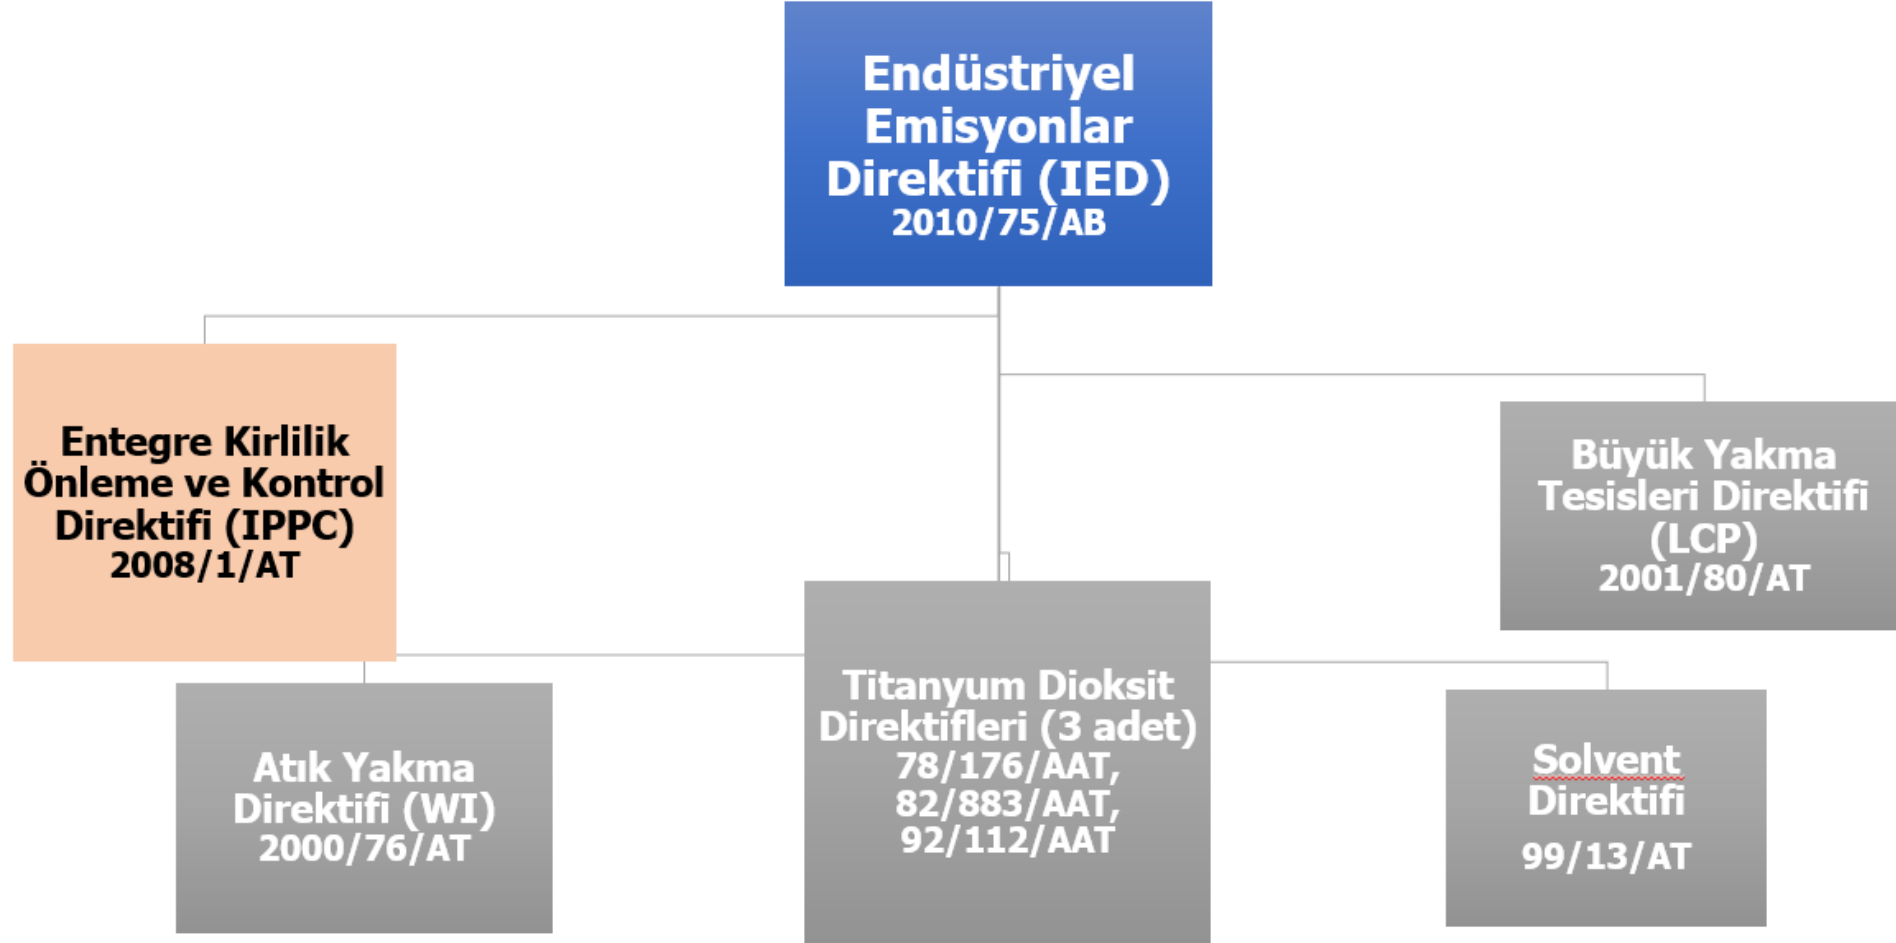 Endüstriyel
Emisyonlar
Direktifi (IED)
2010/75/AB
Entegre Kirlilik
Önleme ve Kontrol
Direktifi (IPPC)
2008/1/AT
Büyük Yakma
Tesisleri Direktifi
(LCP)
2001/80/AT
Atık Yakma
Direktifi (WI)
2000/76/AT
Titanyum Dioksit
Direktifleri (3 adet)
78/176/AAT,
82/883/AAT,
92/112/AAT
Solvent
Direktifi
99/13/AT